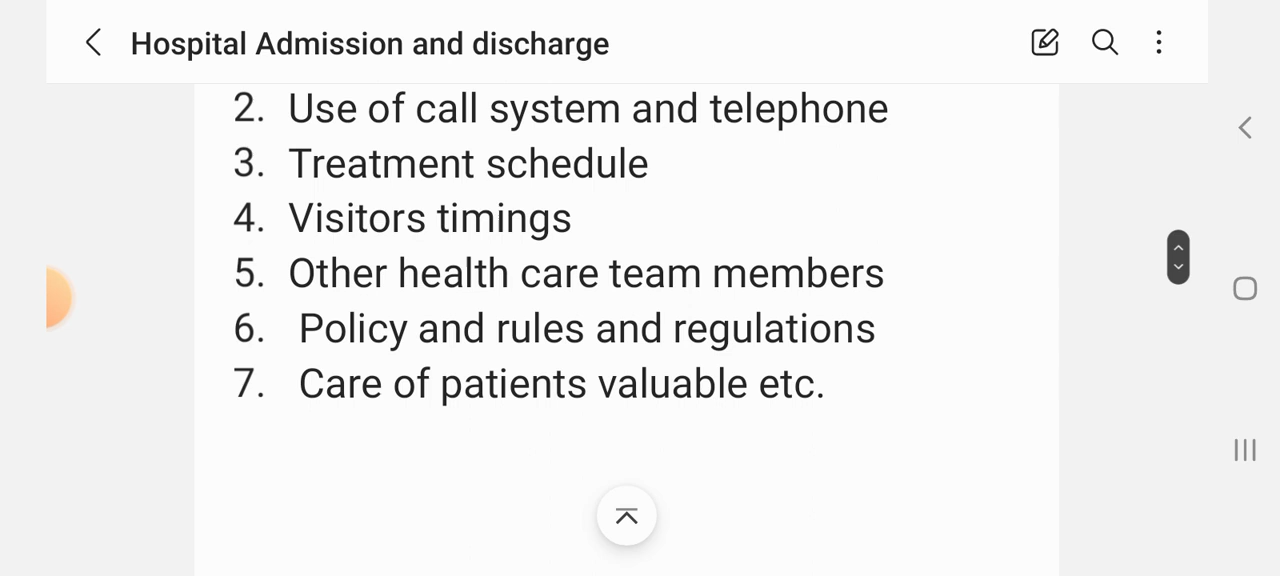 Hospital Admission and discharge
2. Use of call system and telephone
3. Treatment schedule
4. Visitors timings
5. Other health care team members
6. Policy and rules and regulations
7. Care of patients valuable etc.